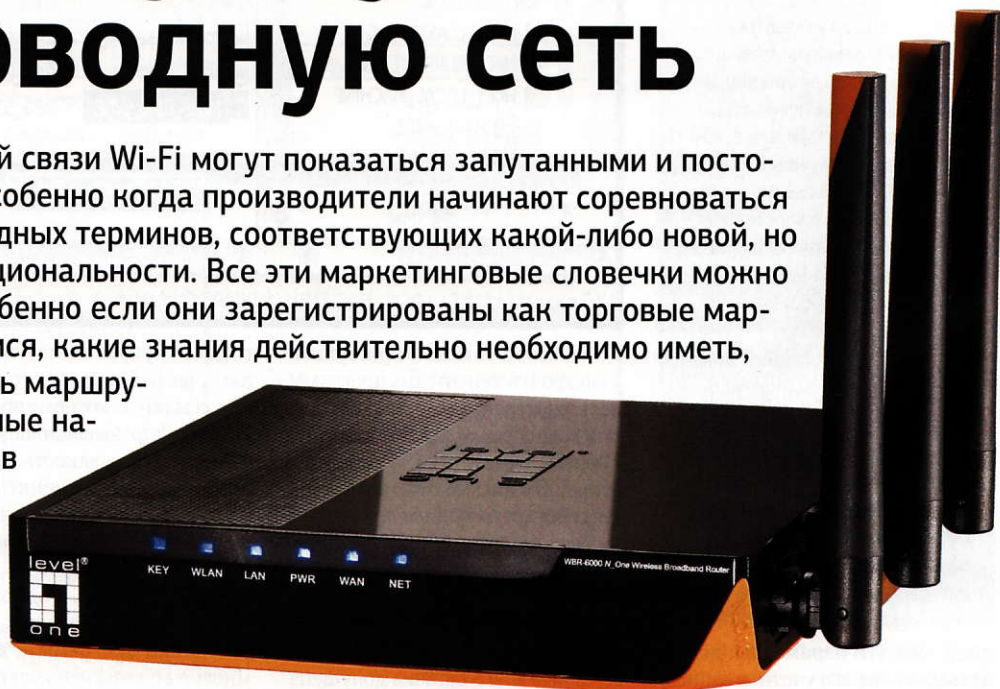 оводную сеть
й связи Wi-Fi могут показаться запутанными и посто-
собенно когда производители начинают соревноваться
дных терминов, соответствующих какой-либо новой, но
циональности. Все эти маркетинговые словечки можно
бенно если они зарегистрированы как торговые мар-
ися, какие знания действительно необходимо иметь,
ь маршру-
ные на-
в
level®
one
KEY WLAN LAN PWR WAN NET
WBR-6000 N_One Wireless Broadband Router